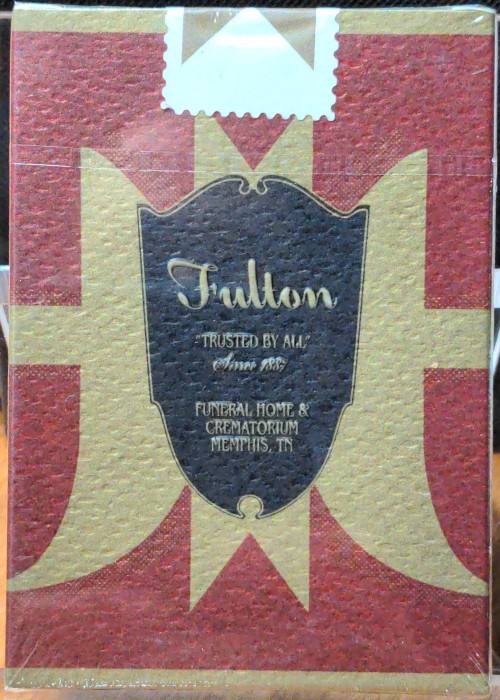 Fulton
"TRUSTED BY ALL"
Since 1887
FUNERAL HOME &
CREMATORIUM
MEMPHIS, TN